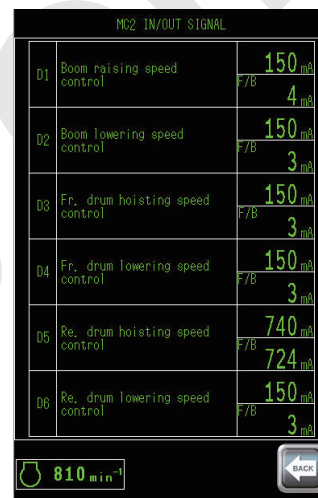 MC2 IN/OUT SIGNAL
D1 Boom raising speed control 150 mA
F/B 4 mA
D2 Boom lowering speed control 150 mA
F/B 3 mA
D3 Fr. drum hoisting speed control 150 mA
F/B 3 mA
D4 Fr. drum lowering speed control 150 mA
F/B 3 mA
D5 Re. drum hoisting speed control 740 mA
F/B 724 mA
D6 Re. drum lowering speed control 150 mA
F/B 3 mA
810 min⁻¹
BACK